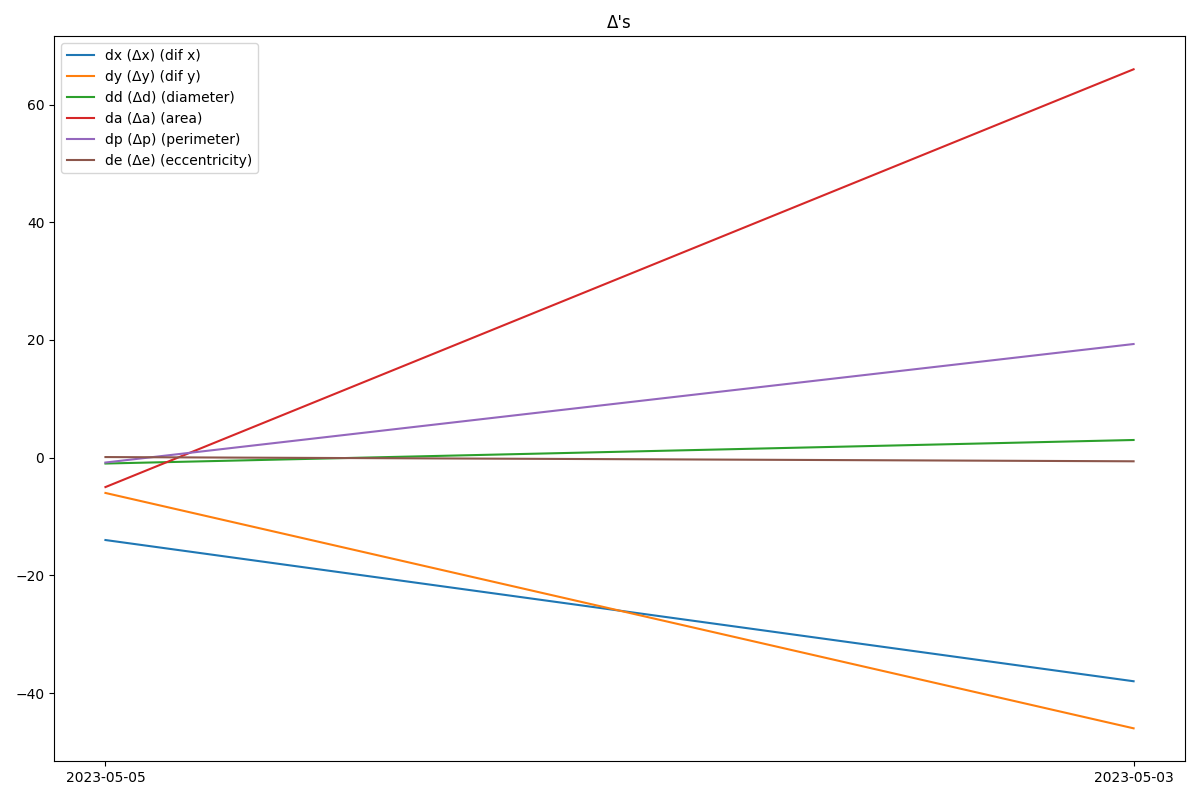 Δ's
dx (Δx) (dif x)
dy (Δy) (dif y)
dd (Δd) (diameter)
da (Δa) (area)
dp (Δp) (perimeter)
de (Δe) (eccentricity)
60
40
20
0
−20
−40
2023-05-05
2023-05-03